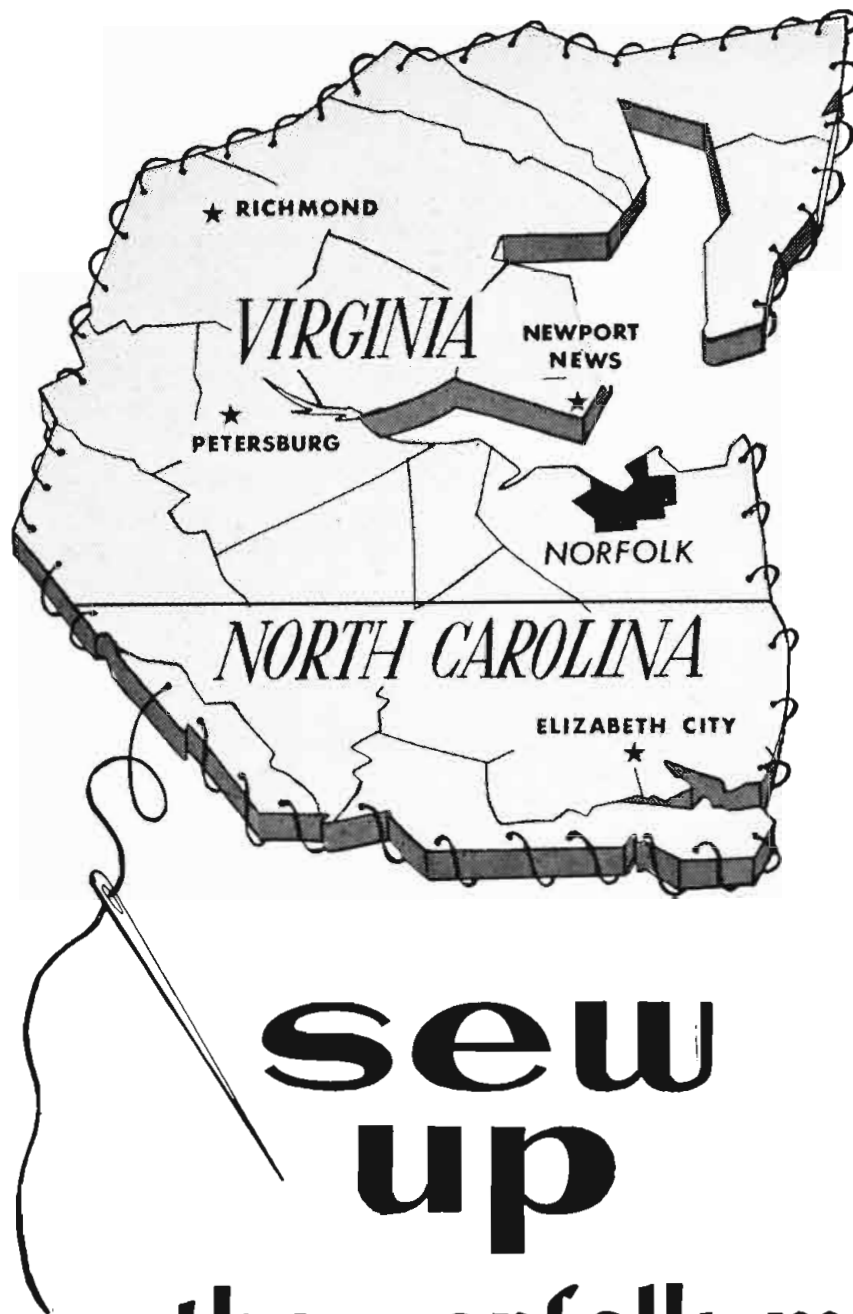 RICHMOND
VIRGINIA
NEWPORT
NEWS
PETERSBURG
NORFOLK
NORTH CAROLINA
ELIZABETH CITY
sew
up